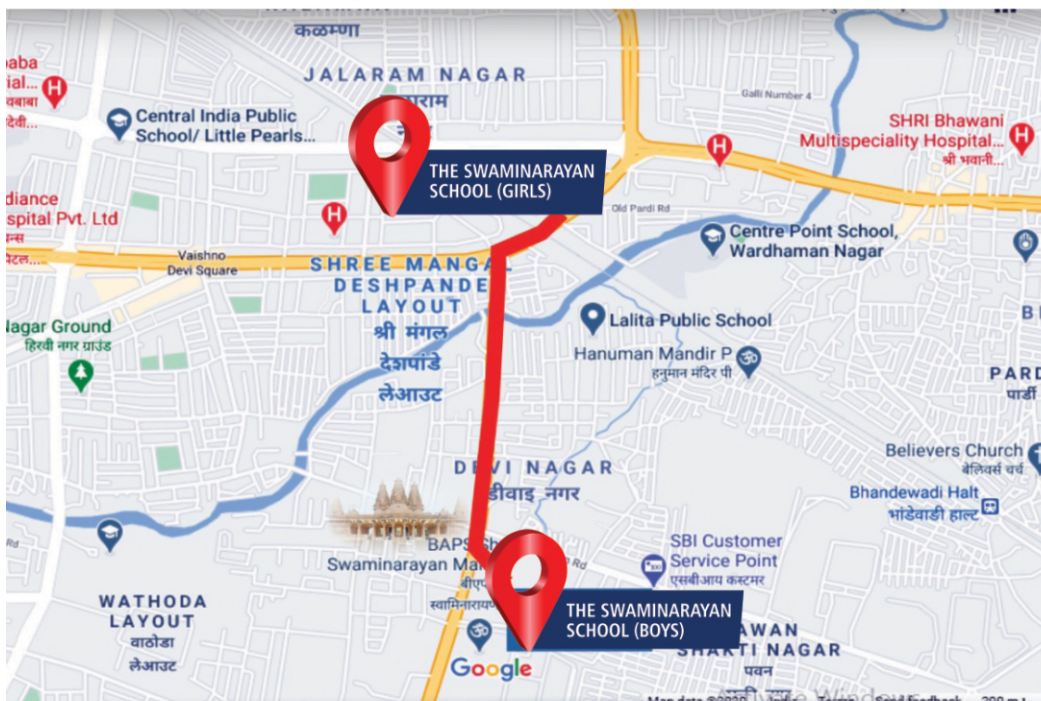 कळमणा
JALARAM NAGAR
Galli Number 4
Central India Public
School/ Little Pearls...
SHRI Bhawani
Multispeciality Hospital...
श्री भवानी...
THE SWAMINARAYAN
SCHOOL (GIRLS)
Old Pardi Rd
Centre Point School,
Wardhaman Nagar
Vaishno
Devi Square
SHREE MANGAL
DESHPANDE
LAYOUT
श्री मंगल
देशपांडे
लेआउट
Lalita Public School
Nagar Ground
हिरवी नगर ग्राउंड
Hanuman Mandir P
हनुमान मंदिर पी
पार्डी
Believers Church
बेलिवर्स चर्च
DEVI NAGAR
डीवाइ नगर
Bhandewadi Halt
भांडेवाडी हाल्ट
BAPS
Swaminarayan
SBI Customer
Service Point
एसबीआय कस्टमर
THE SWAMINARAYAN
SCHOOL (BOYS)
WATHODA
LAYOUT
वाठोडा
लेआउट
SHAKTI NAGAR
पवन
Google